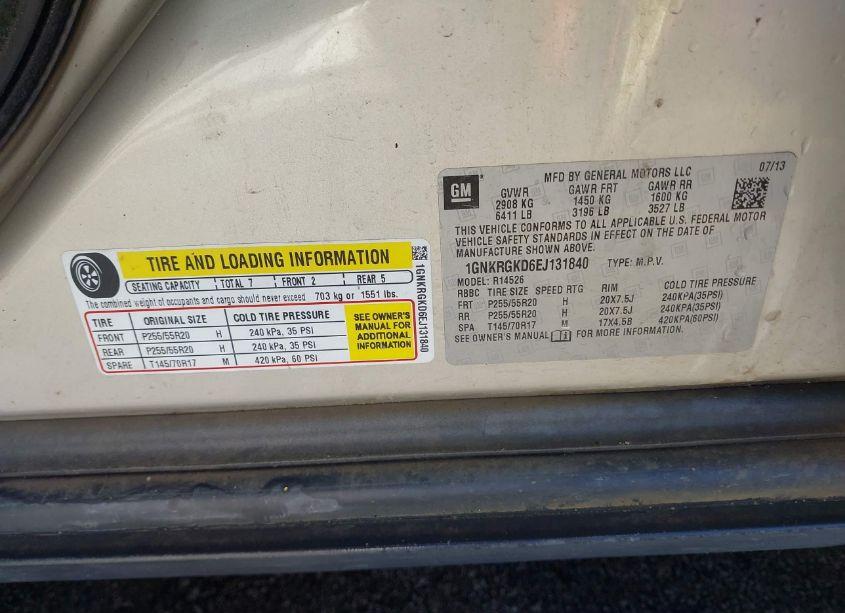 TIRE AND LOADING INFORMATION
SEATING CAPACITY TOTAL 7 FRONT 2 REAR 5
The combined weight of occupants and cargo should never exceed 703 kg or 1551 lbs.
TIRE ORIGINAL SIZE COLD TIRE PRESSURE
FRONT P255/55R20 H 240 kPa, 35 PSI
REAR P255/55R20 H 240 kPa, 35 PSI
SPARE T145/70R17 M 420 kPa, 60 PSI
SEE OWNER'S
MANUAL FOR
ADDITIONAL
INFORMATION
1GNKRGKD6EJ131840
GM
MFD BY GENERAL MOTORS LLC 07/13
GVWR GAWR FRT GAWR RR
2908 KG 1450 KG 1600 KG
6411 LB 3196 LB 3527 LB
THIS VEHICLE CONFORMS TO ALL APPLICABLE U.S. FEDERAL MOTOR
VEHICLE SAFETY STANDARDS IN EFFECT ON THE DATE OF
MANUFACTURE SHOWN ABOVE.
1GNKRGKD6EJ131840 TYPE: M.P.V.
MODEL: R14526
RBBC TIRE SIZE SPEED RTG RIM COLD TIRE PRESSURE
FRT P255/55R20 H 20X7.5J 240KPA(35PSI)
RR P255/55R20 H 20X7.5J 240KPA(35PSI)
SPA T145/70R17 M 17X4.5B 420KPA(60PSI)
SEE OWNER'S MANUAL FOR MORE INFORMATION.